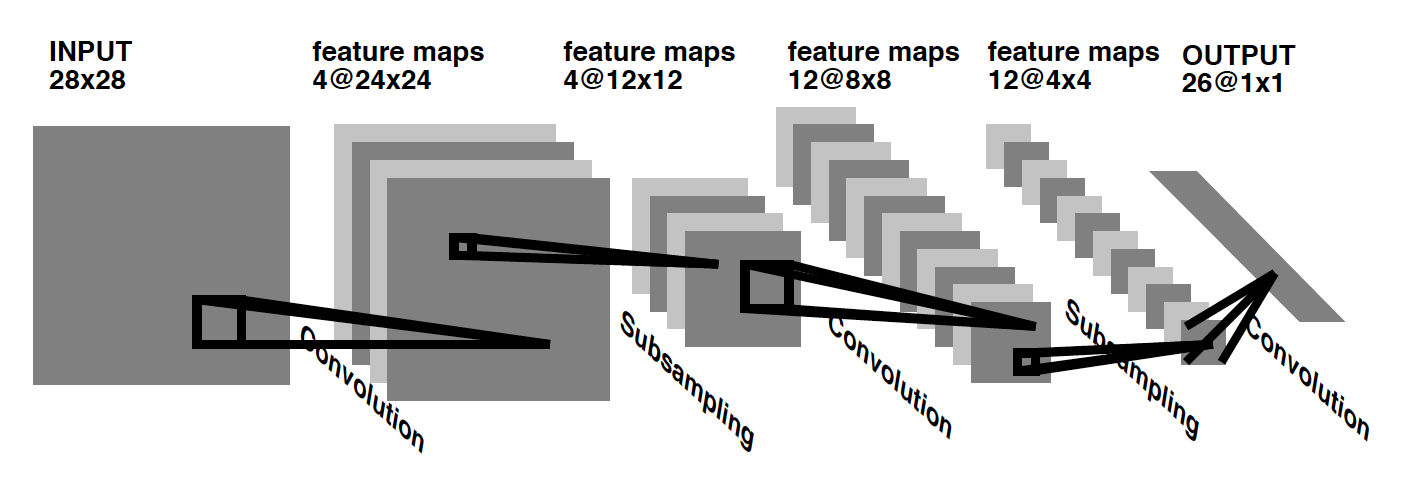 INPUT
28x28
feature maps
4@24x24
feature maps
4@12x12
feature maps
12@8x8
feature maps
12@4x4
OUTPUT
26@1x1
Convolution
Subsampling
Convolution
Subsampling
Convolution